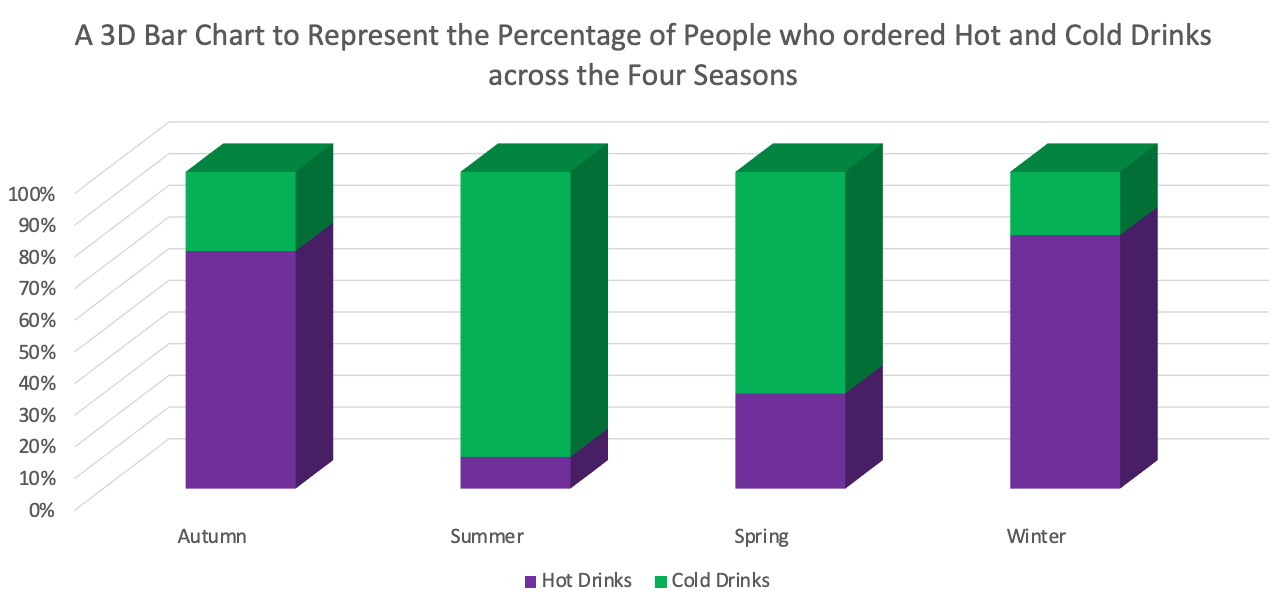 A 3D Bar Chart to Represent the Percentage of People who ordered Hot and Cold Drinks
across the Four Seasons
100%
90%
80%
70%
60%
50%
40%
30%
20%
10%
0%
Autumn Summer Spring Winter
Hot Drinks Cold Drinks